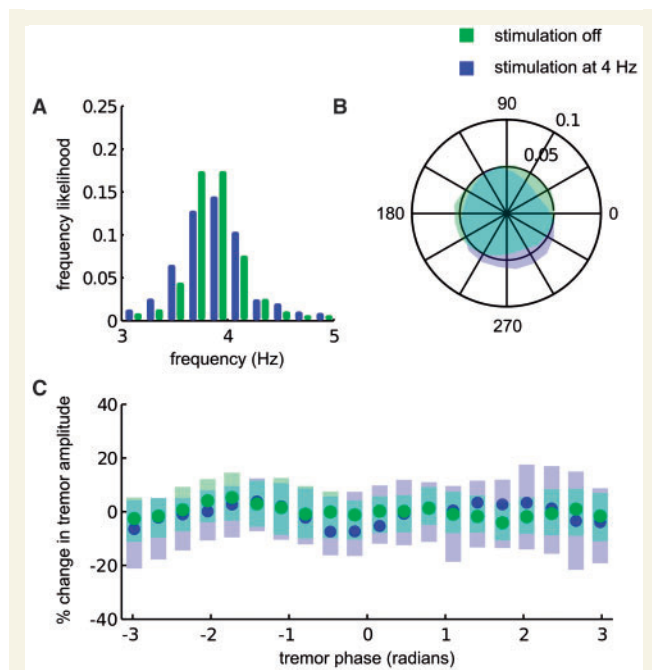 stimulation off
stimulation at 4 Hz
A
0.25
0.2
0.15
0.1
0.05
0
frequency likelihood
3 4 5
frequency (Hz)
B
90
0.1
0.05
180
0
270
C
40
20
0
-20
-40
% change in tremor amplitude
-3 -2 -1 0 1 2 3
tremor phase (radians)